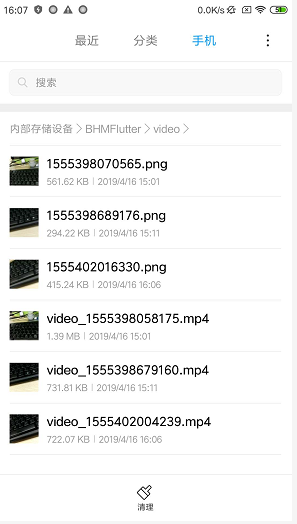 16:07 0.0K/s 51
最近 分类 手机
搜索
内部存储设备 BHMFlutter video
1555398070565.png
561.62 KB | 2019/4/16 15:01
1555398689176.png
294.22 KB | 2019/4/16 15:11
1555402016330.png
415.24 KB | 2019/4/16 16:06
video_1555398058175.mp4
1.39 MB | 2019/4/16 15:01
video_1555398679160.mp4
731.81 KB | 2019/4/16 15:11
video_1555402004239.mp4
722.07 KB | 2019/4/16 16:06
清理